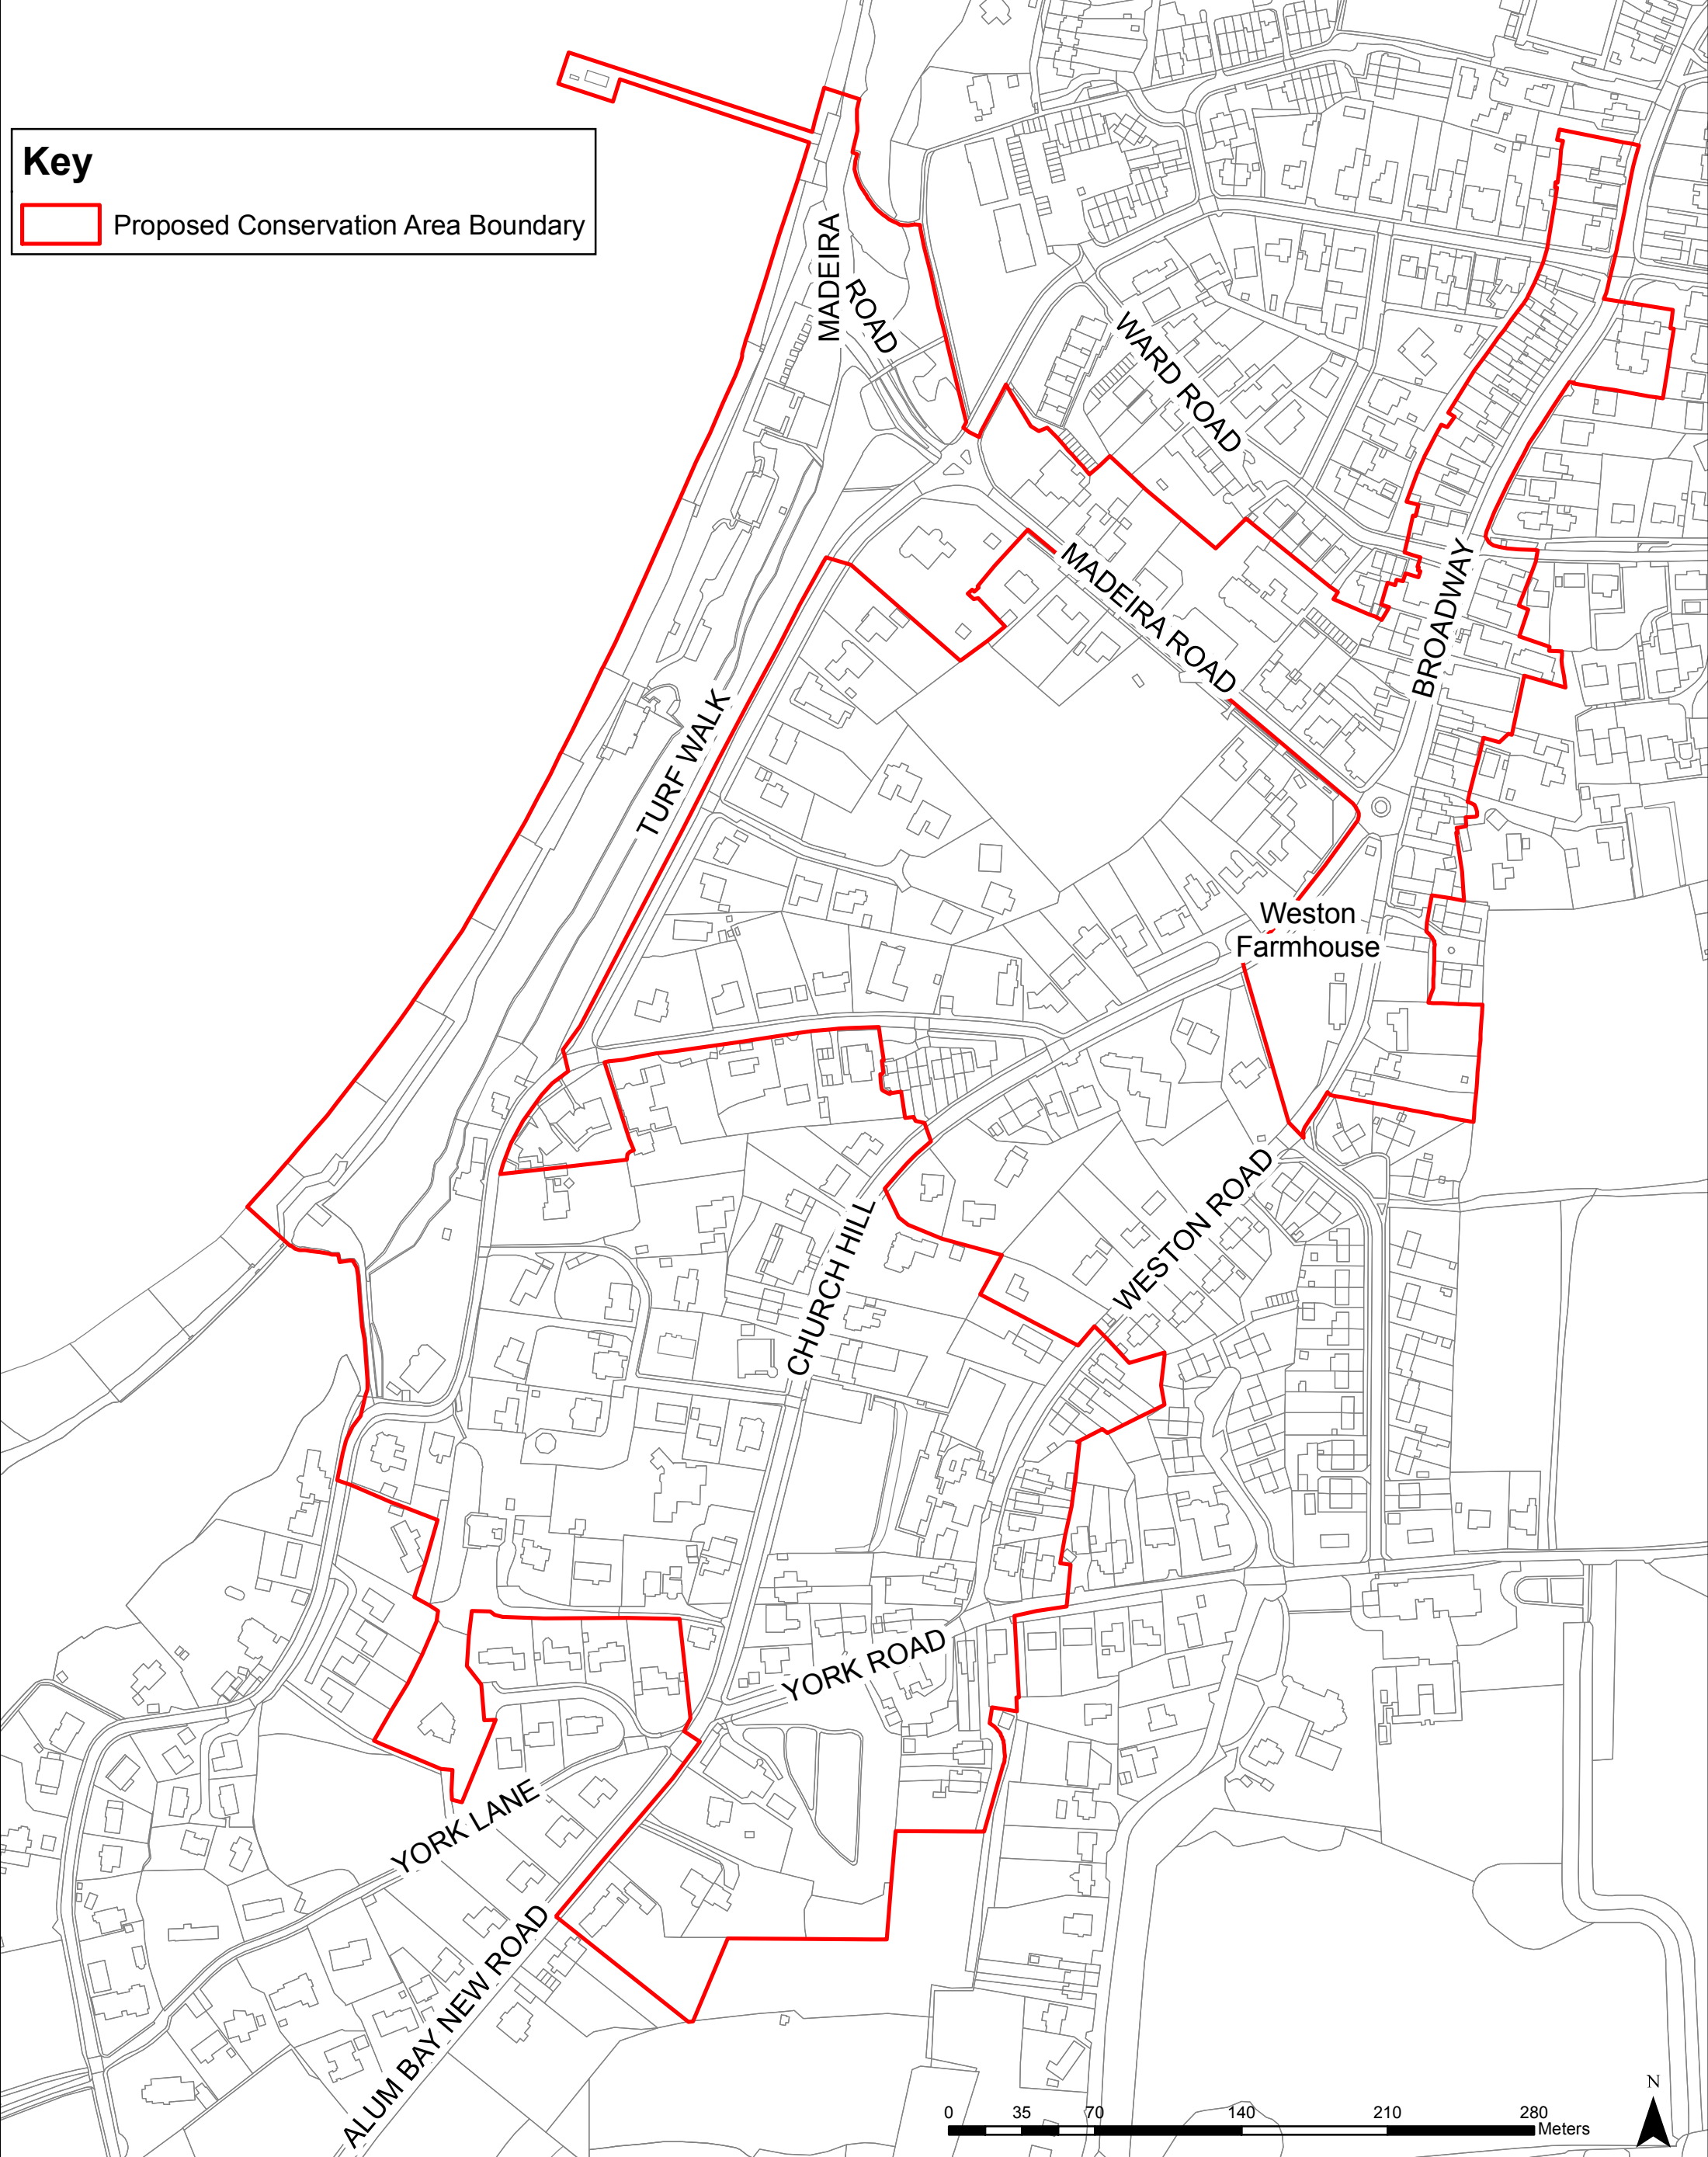 Key
Proposed Conservation Area Boundary
MADEIRA
ROAD
WARD ROAD
MADEIRA ROAD
BROADWAY
TURF WALK
Weston
Farmhouse
WESTON ROAD
CHURCH HILL
YORK ROAD
YORK LANE
ALUM BAY NEW ROAD
N
0 35 70 140 210 280
Meters